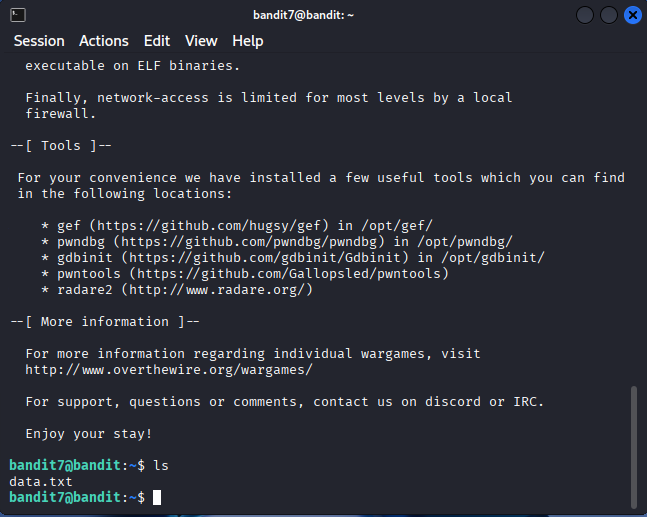 bandit7@bandit: ~
Session Actions Edit View Help
executable on ELF binaries.
Finally, network-access is limited for most levels by a local
firewall.
--[ Tools ]--
For your convenience we have installed a few useful tools which you can find
in the following locations:
* gef (https://github.com/hugsy/gef) in /opt/gef/
* pwndbg (https://github.com/pwndbg/pwndbg) in /opt/pwndbg/
* gdbinit (https://github.com/gdbinit/Gdbinit) in /opt/gdbinit/
* pwntools (https://github.com/Gallopsled/pwntools)
* radare2 (http://www.radare.org/)
--[ More information ]--
For more information regarding individual wargames, visit
http://www.overthewire.org/wargames/
For support, questions or comments, contact us on discord or IRC.
Enjoy your stay!
bandit7@bandit:~$ ls
data.txt
bandit7@bandit:~$